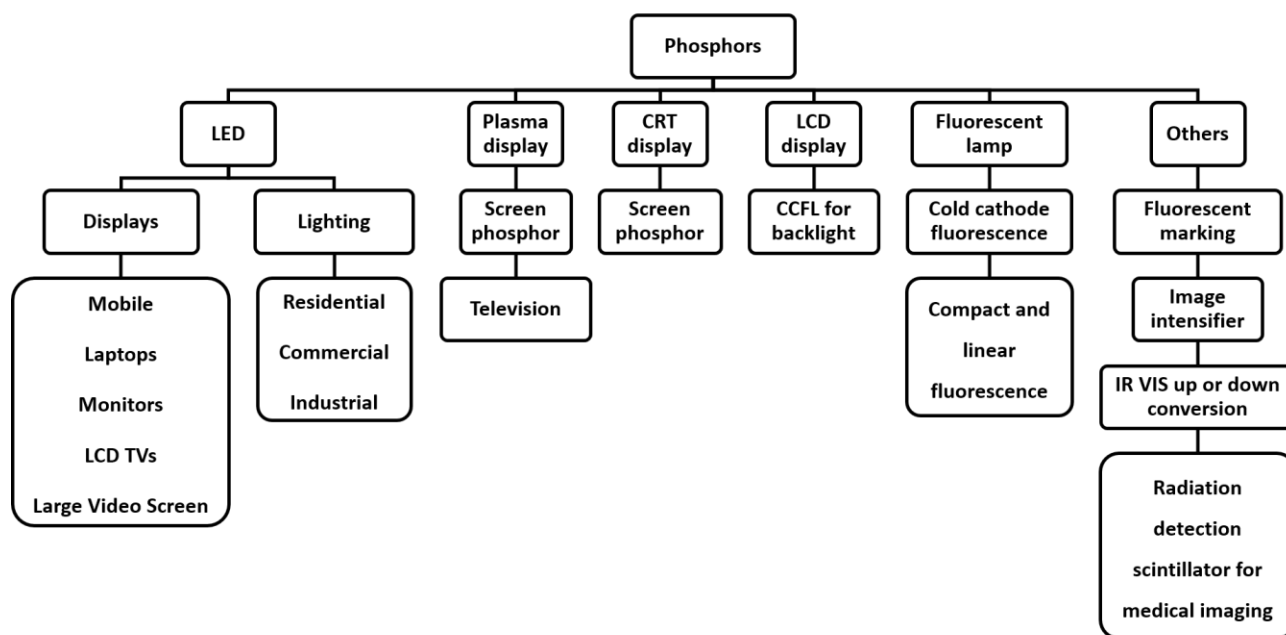 Phosphors
LED
Plasma
display
CRT
display
LCD
display
Fluorescent
lamp
Others
Displays
Lighting
Screen
phosphor
Screen
phosphor
CCFL for
backlight
Cold cathode
fluorescence
Fluorescent
marking
Mobile
Laptops
Monitors
LCD TVs
Large Video Screen
Residential
Commercial
Industrial
Television
Compact and
linear
fluorescence
Image
intensifier
IR VIS up or down
conversion
Radiation
detection
scintillator for
medical imaging